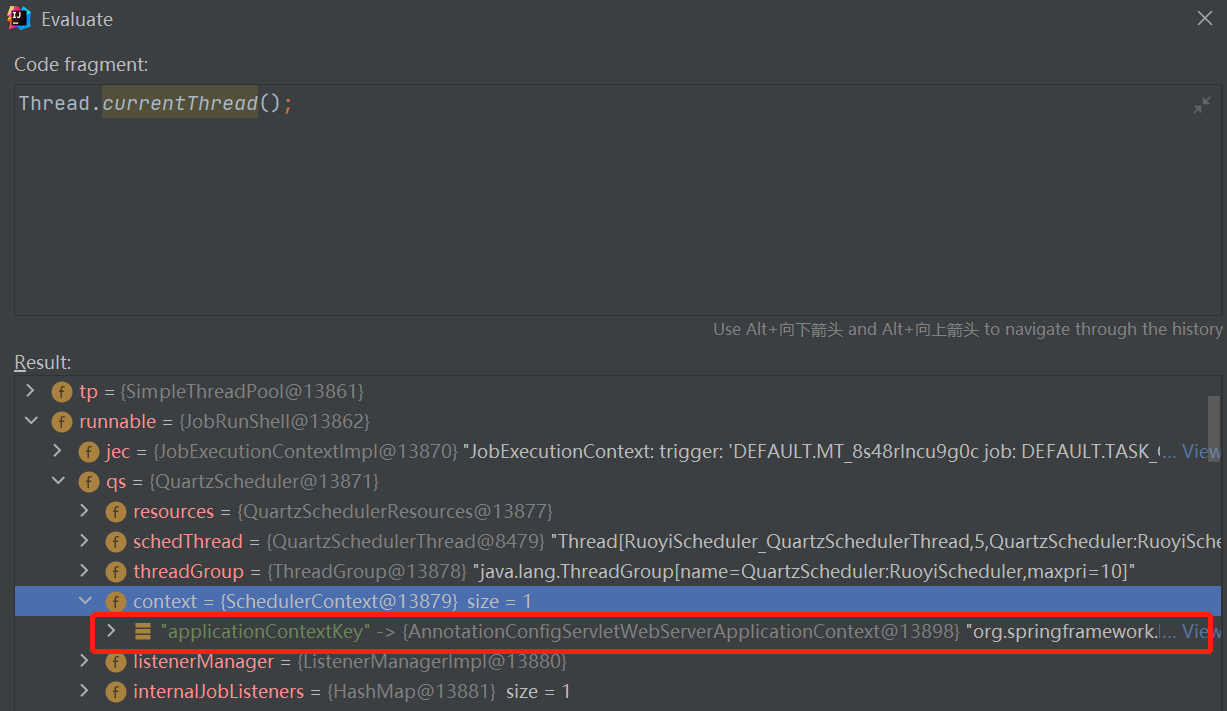 Evaluate
Code fragment:
Thread.currentThread();
Use Alt+向下箭头 and Alt+向上箭头 to navigate through the history
Result:
f tp = {SimpleThreadPool@13861}
f runnable = {JobRunShell@13862}
f jec = {JobExecutionContextImpl@13870} "JobExecutionContext: trigger: 'DEFAULT.MT_8s48rlncu9g0c job: DEFAULT.TASK_... View
f qs = {QuartzScheduler@13871}
f resources = {QuartzSchedulerResources@13877}
f schedThread = {QuartzSchedulerThread@8479} "Thread[RuoyiScheduler_QuartzSchedulerThread,5,QuartzScheduler:RuoyiSche
f threadGroup = {ThreadGroup@13878} "java.lang.ThreadGroup[name=QuartzScheduler:RuoyiScheduler,maxpri=10]"
f context = {SchedulerContext@13879} size = 1
"applicationContextKey" -> {AnnotationConfigServletWebServerApplicationContext@13898} "org.springframework.... View
f listenerManager = {ListenerManagerImpl@13880}
f internalJobListeners = {HashMap@13881} size = 1